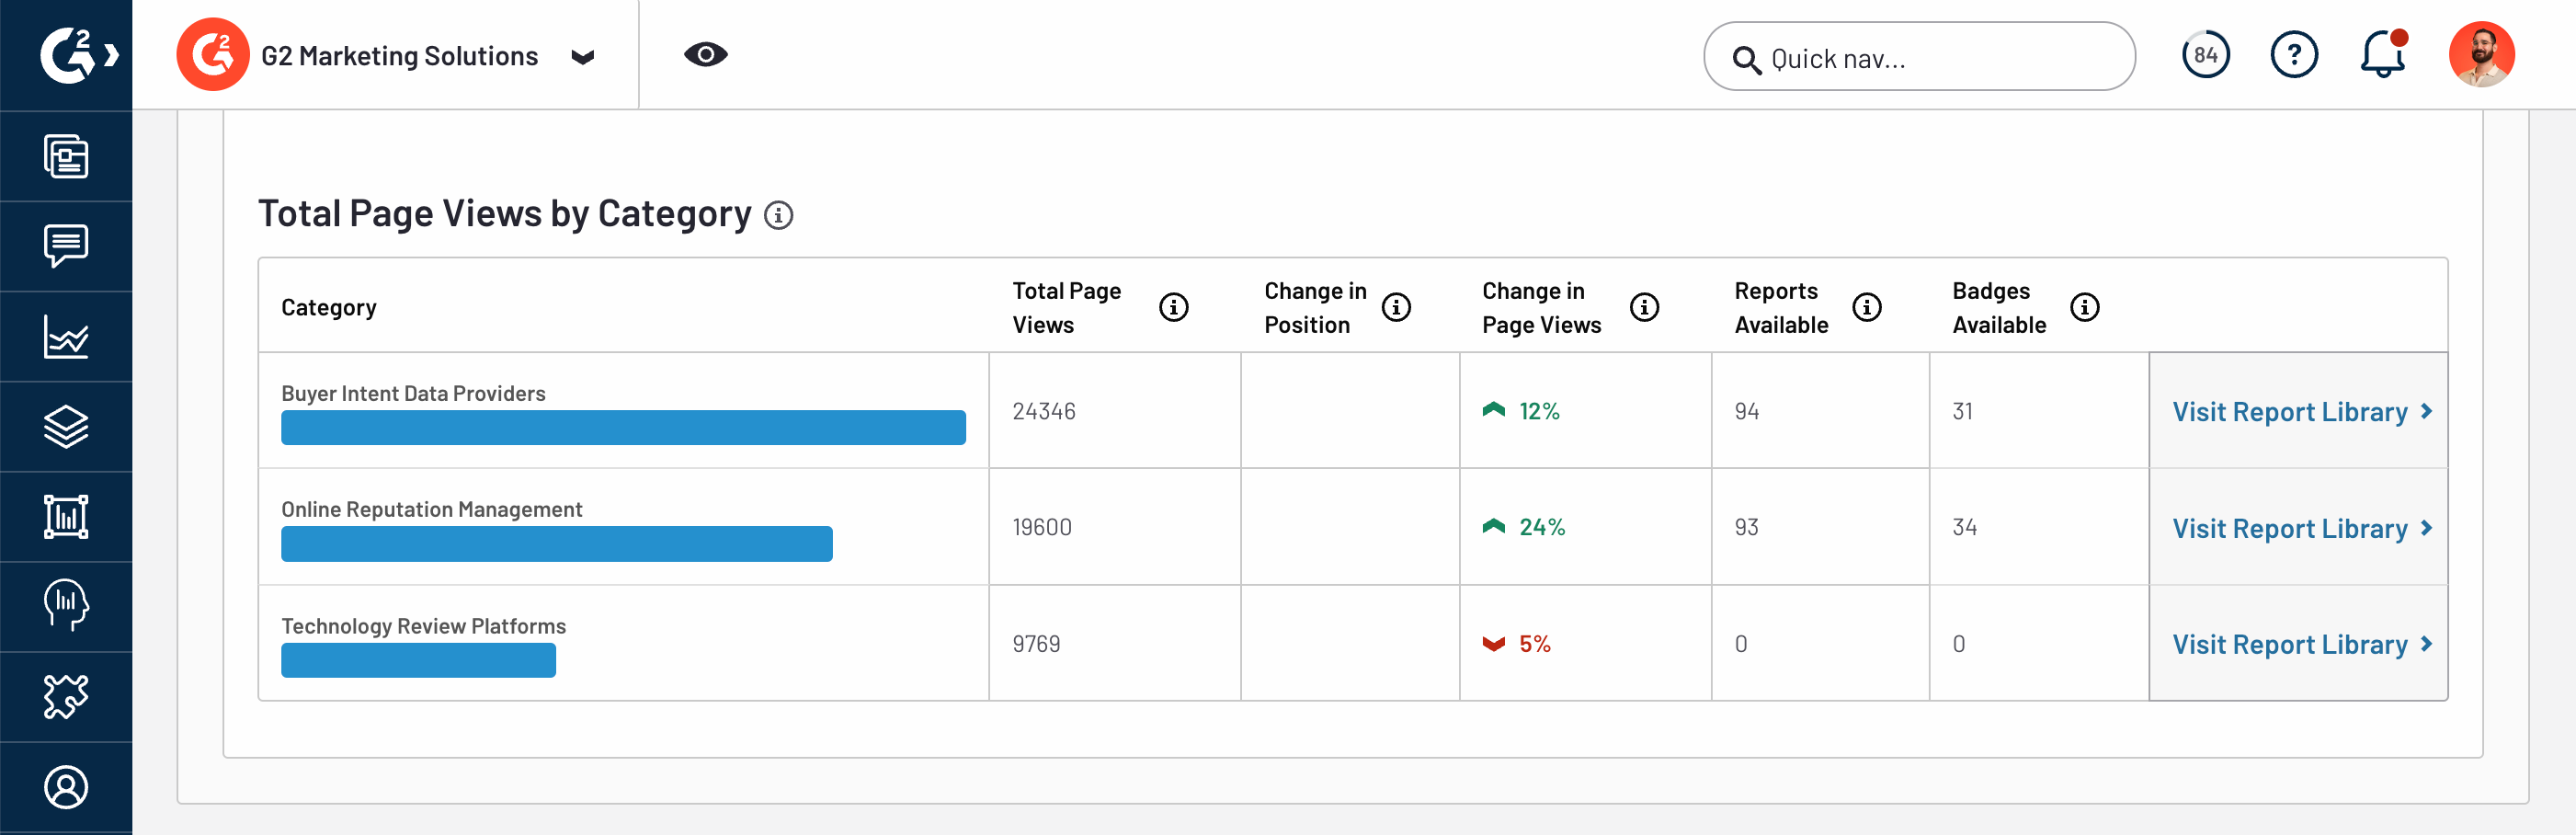 G2
G2
G2 Marketing Solutions
Quick nav...
84
?
Total Page Views by Category
Category
Total Page
Views
Change in
Position
Change in
Page Views
Reports
Available
Badges
Available
Buyer Intent Data Providers
24346
12%
94
31
Visit Report Library
Online Reputation Management
19600
24%
93
34
Visit Report Library
Technology Review Platforms
9769
5%
0
0
Visit Report Library